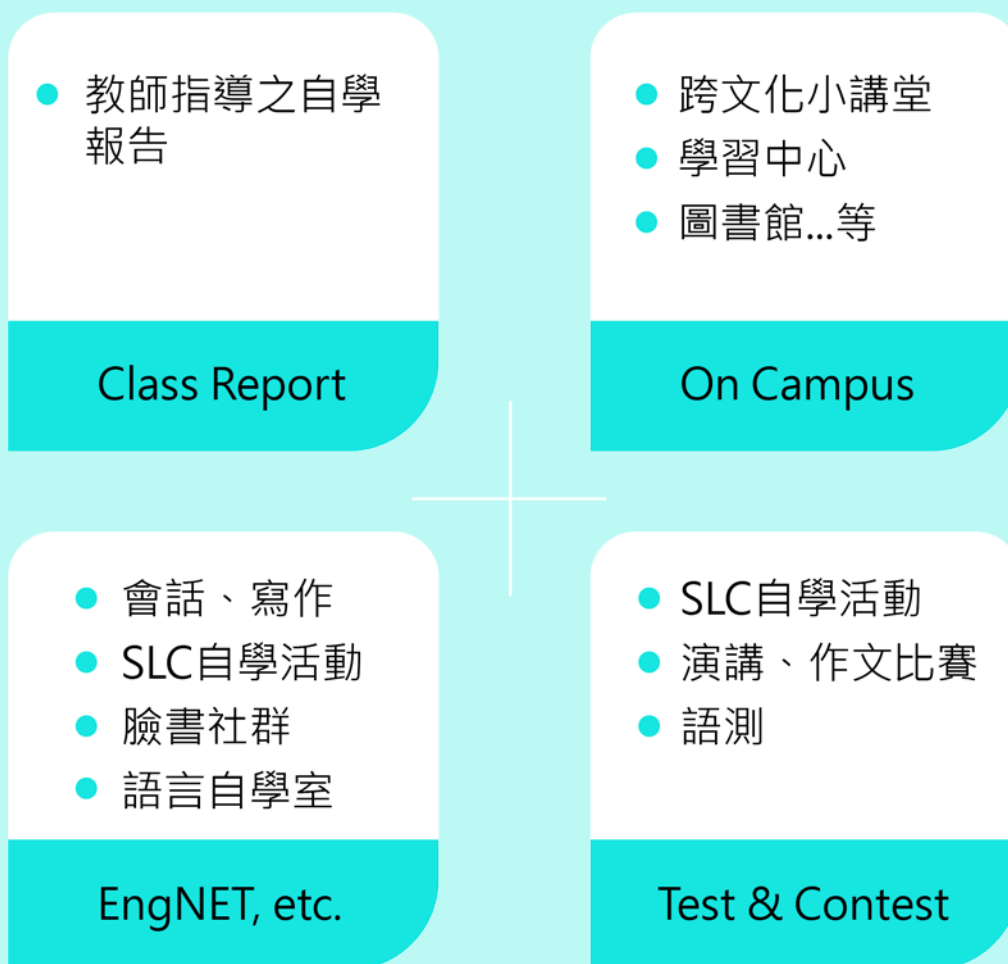 教師指導之自學
報告
Class Report
跨文化小講堂
學習中心
圖書館...等
On Campus
會話、寫作
SLC自學活動
臉書社群
語言自學室
EngNET, etc.
SLC自學活動
演講、作文比賽
語測
Test & Contest